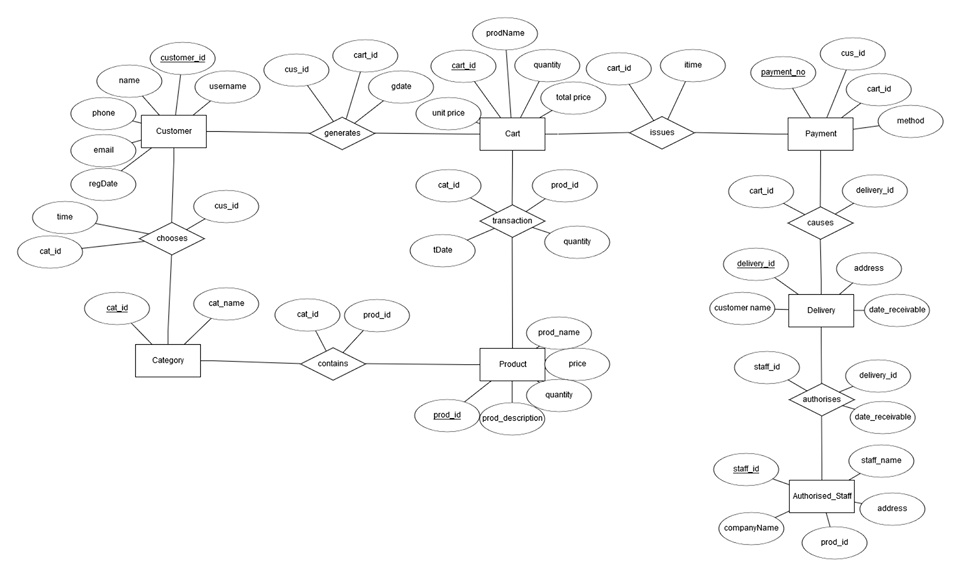 prodName
customer_id
cart_id
cus_id
cus_id
cart_id
quantity
cart_id
itime
payment_no
name
username
gdate
total price
cart_id
phone
unit price
method
Customer
generates
Cart
issues
Payment
email
regDate
cat_id
prod_id
cart_id
delivery_id
time
cus_id
transaction
causes
chooses
cat_id
tDate
quantity
delivery_id
address
cat_id
cat_name
customer name
Delivery
date_receivable
cat_id
prod_id
prod_name
Category
contains
Product
price
staff_id
delivery_id
quantity
authorises
prod_id
prod_description
date_receivable
staff_id
staff_name
Authorised_Staff
address
companyName
prod_id